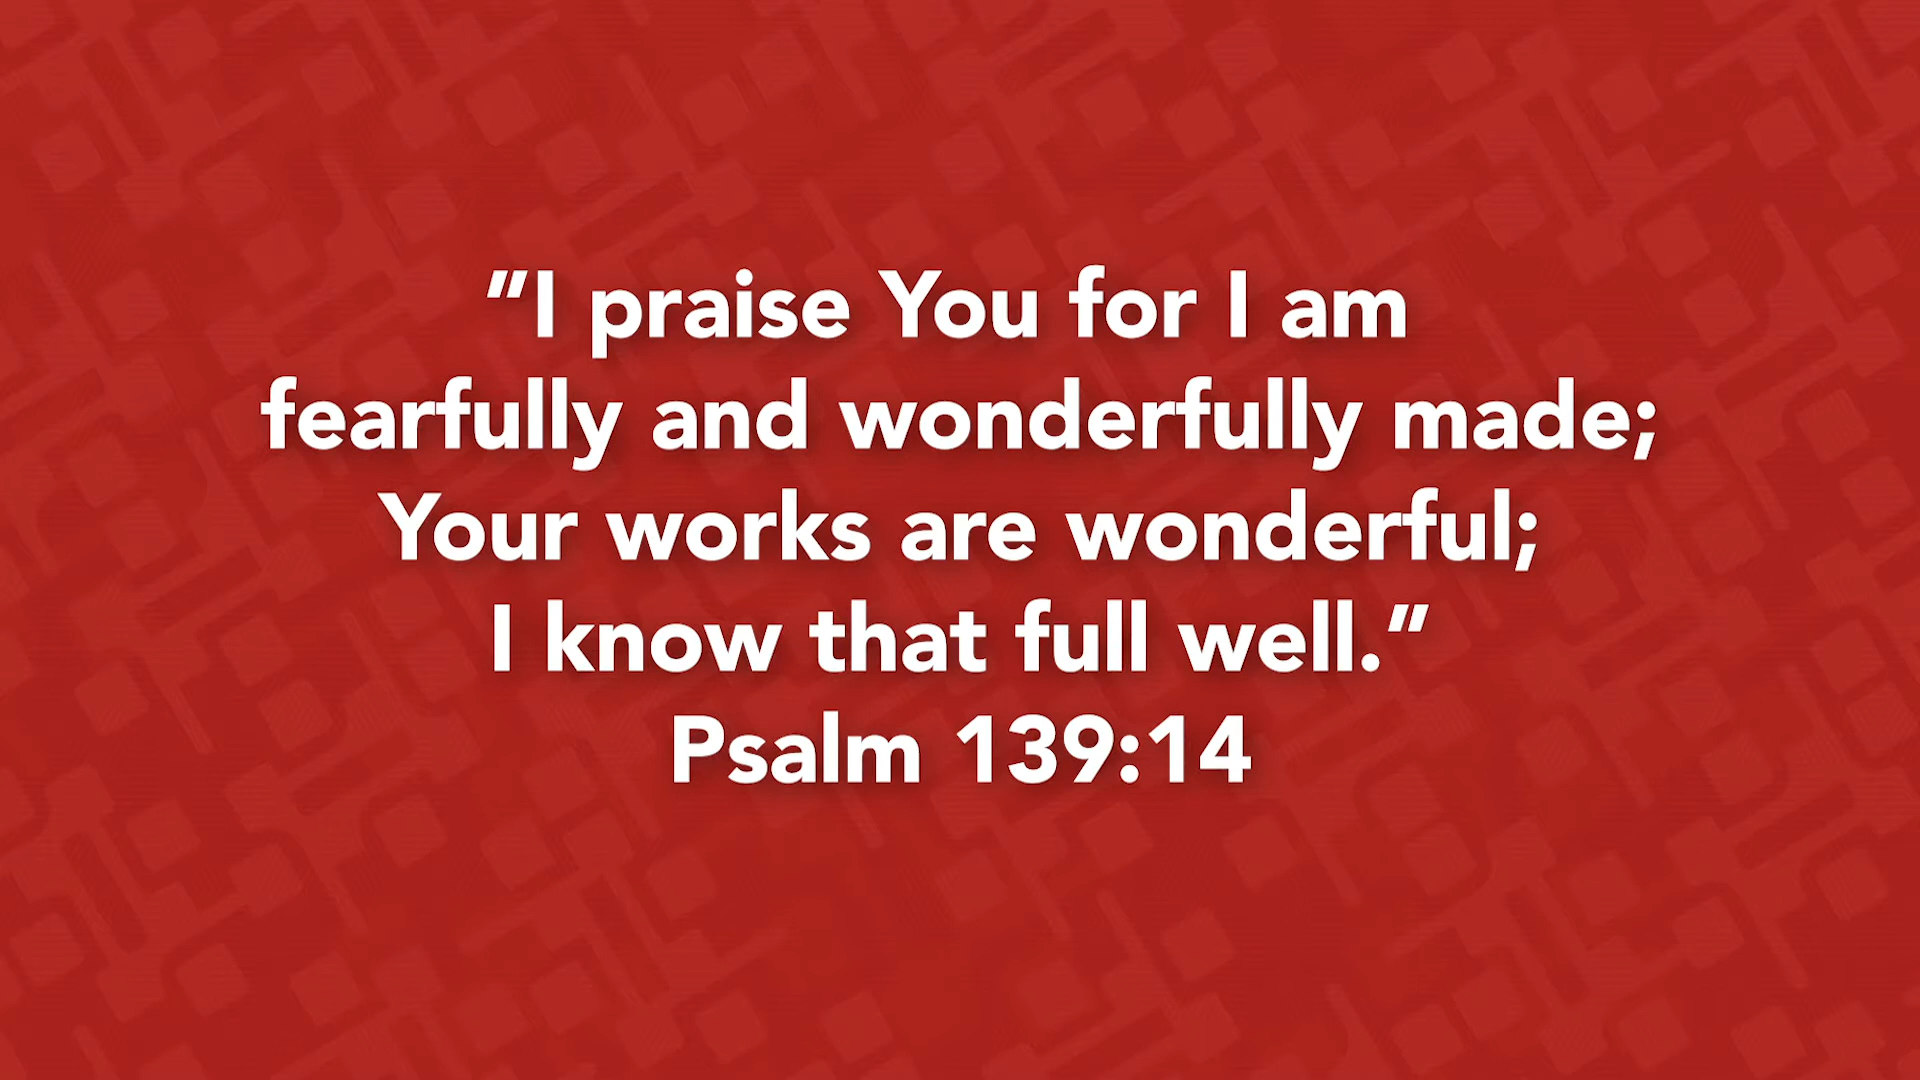 "I praise You for I am
fearfully and wonderfully made;
Your works are wonderful;
I know that full well."
Psalm 139:14